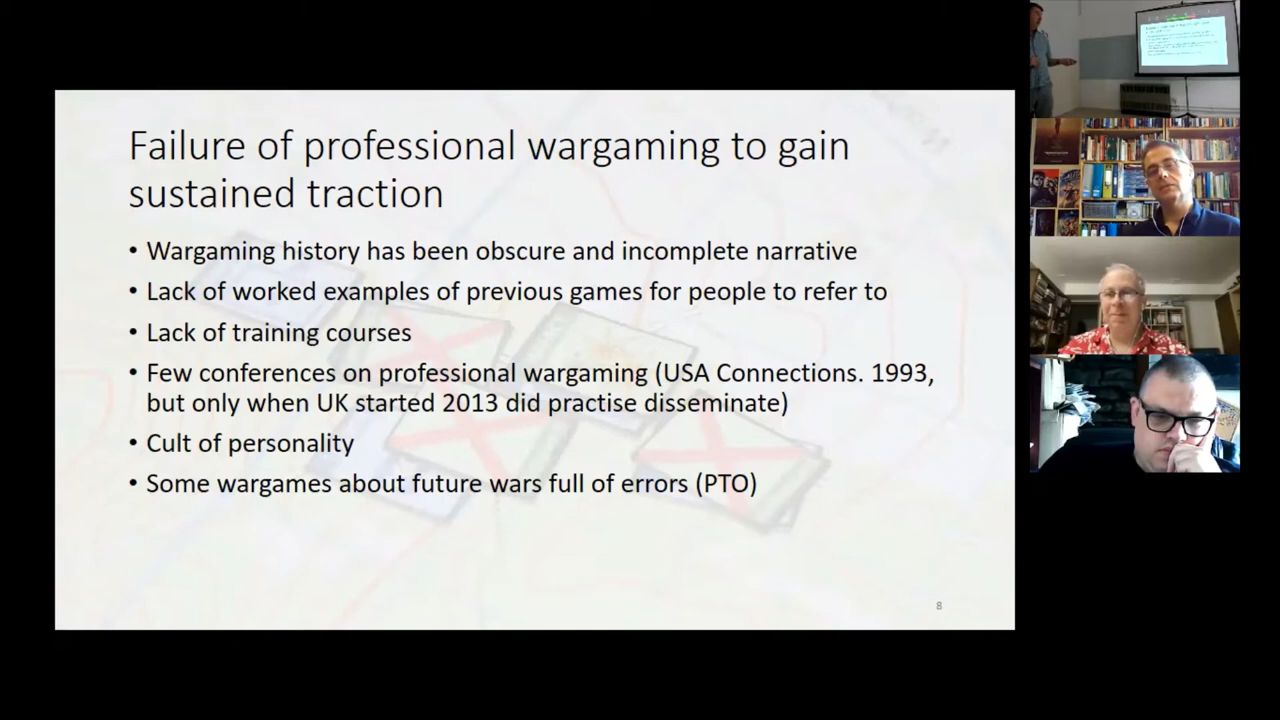 Failure of professional wargaming to gain
sustained traction
• Wargaming history has been obscure and incomplete narrative
• Lack of worked examples of previous games for people to refer to
• Lack of training courses
• Few conferences on professional wargaming (USA Connections. 1993,
but only when UK started 2013 did practise disseminate)
• Cult of personality
• Some wargames about future wars full of errors (PTO)
8